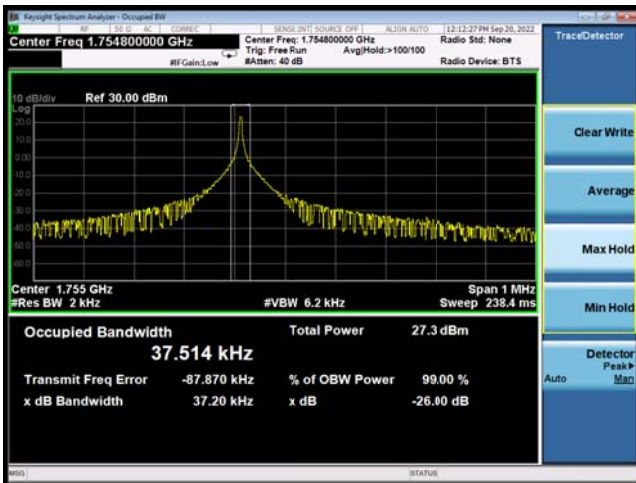 Keysight Spectrum Analyzer - Occupied BW
RF 50 Ω AC CORREC SENSE:INT SOURCE OFF ALIGN AUTO 12:12:27 PM Sep 20, 2022
Center Freq 1.754800000 GHz Center Freq: 1.754800000 GHz Radio Std: None
Trig: Free Run Avg|Hold:>100/100
#IFGain:Low #Atten: 40 dB Radio Device: BTS
Trace/Detector
10 dB/div Ref 30.00 dBm
Log
20.0
10.0
0.00
10.0
20.0
30.0
40.0
50.0
60.0
Center 1.755 GHz Span 1 MHz
#Res BW 2 kHz #VBW 6.2 kHz Sweep 238.4 ms
Occupied Bandwidth Total Power 27.3 dBm
37.514 kHz
Transmit Freq Error -87.870 kHz % of OBW Power 99.00 %
x dB Bandwidth 37.20 kHz x dB -26.00 dB
Clear Write
Average
Max Hold
Min Hold
Detector
Peak▶
Auto Man
MSG STATUS